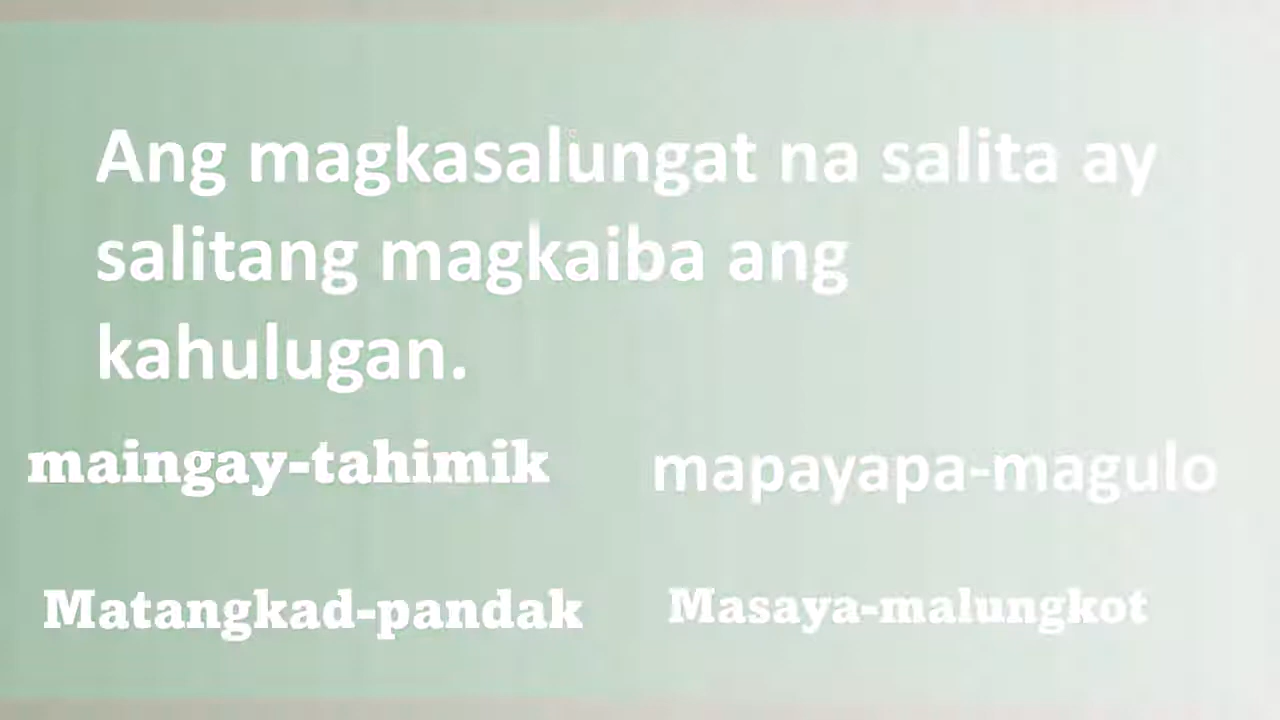 Ang magkasalungat na salita ay
salitang magkaiba ang
kahulugan.
maingay-tahimik
mapayapa-magulo
Matangkad-pandak
Masaya-malungkot